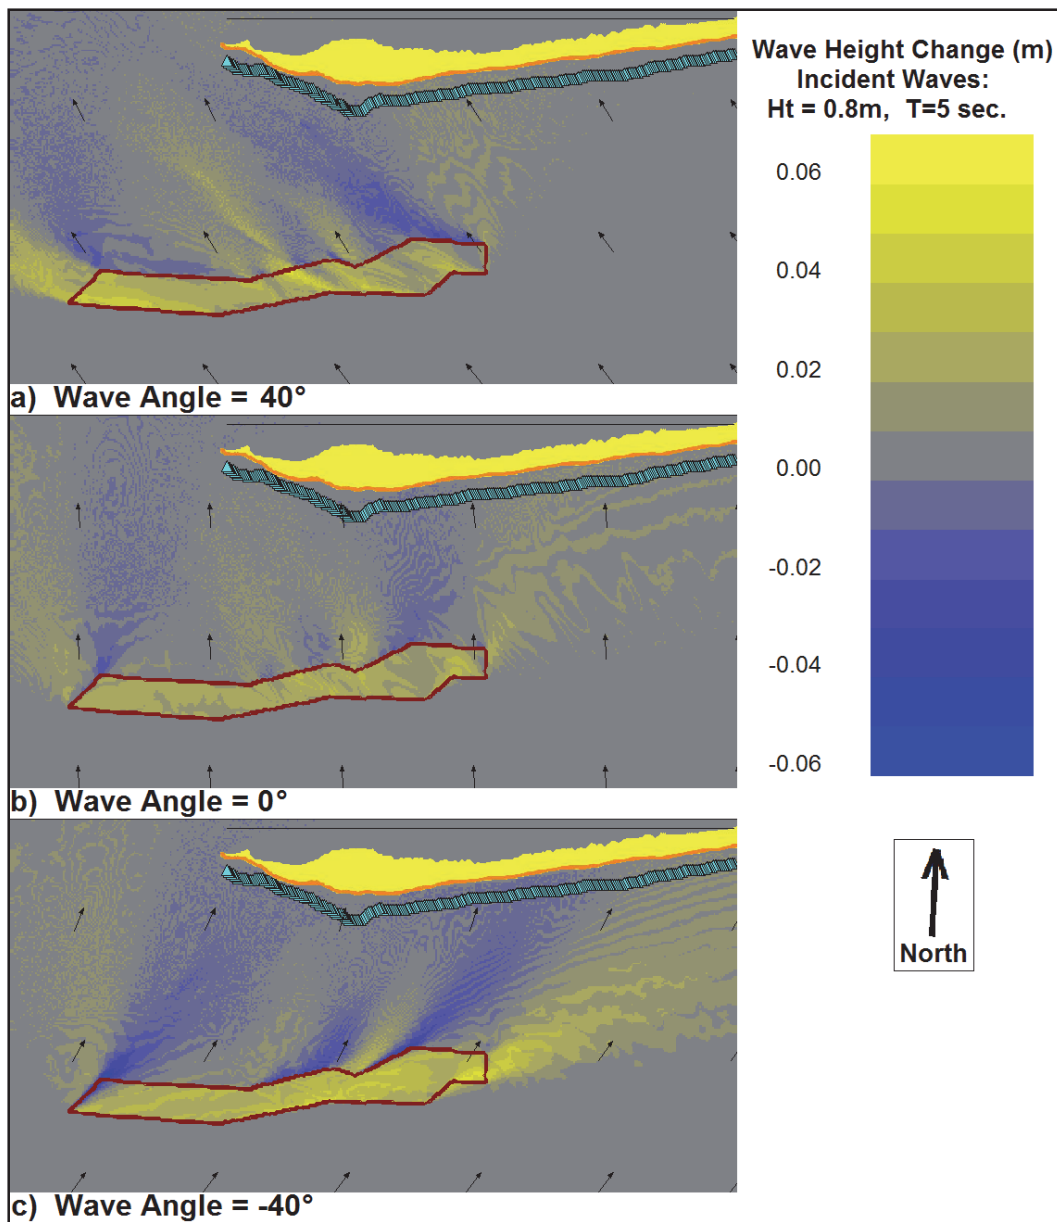 Wave Height Change (m)
Incident Waves:
Ht = 0.8m, T=5 sec.
0.06
0.04
0.02
0.00
-0.02
-0.04
-0.06
a) Wave Angle = 40°
b) Wave Angle = 0°
North
c) Wave Angle = -40°